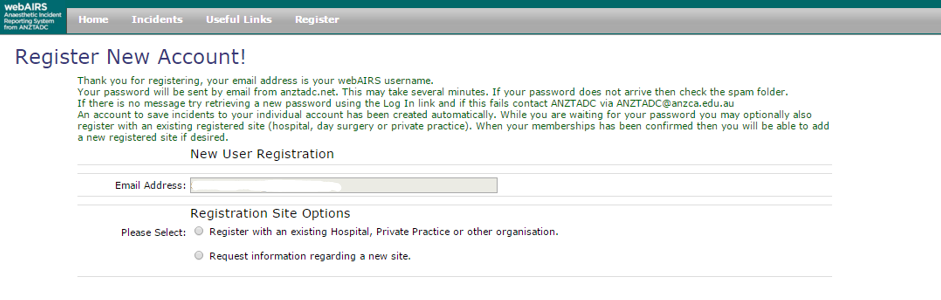 webAIRS
Anaesthetic Incident
Reporting System
from ANZTADC
Home Incidents Useful Links Register
Register New Account!
Thank you for registering, your email address is your webAIRS username.
Your password will be sent by email from anztadc.net. This may take several minutes. If your password does not arrive then check the spam folder.
If there is no message try retrieving a new password using the Log In link and if this fails contact ANZTADC via ANZTADC@anzca.edu.au
An account to save incidents to your individual account has been created automatically. While you are waiting for your password you may optionally also
register with an existing registered site (hospital, day surgery or private practice). When your memberships has been confirmed then you will be able to add
a new registered site if desired.
New User Registration
Email Address:
Registration Site Options
Please Select: Register with an existing Hospital, Private Practice or other organisation.
Request information regarding a new site.